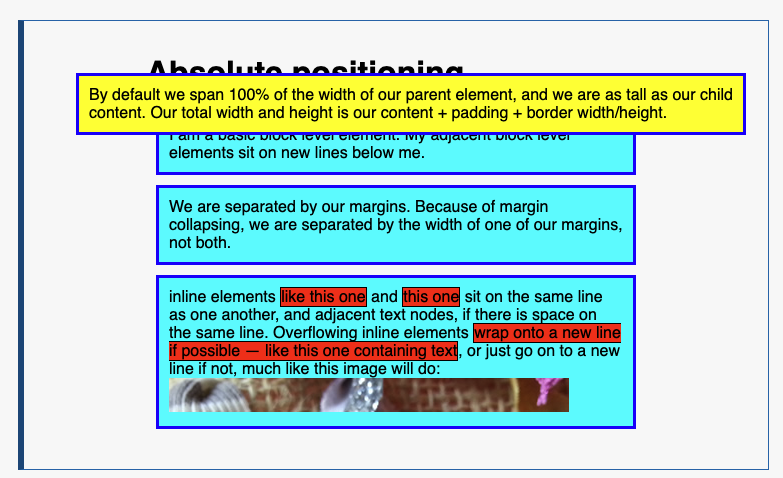 Absolute positioning
By default we span 100% of the width of our parent element, and we are as tall as our child
content. Our total width and height is our content + padding + border width/height.
I am a basic block level element. My adjacent block level
elements sit on new lines below me.
We are separated by our margins. Because of margin
collapsing, we are separated by the width of one of our margins,
not both.
inline elements like this one and this one sit on the same line
as one another, and adjacent text nodes, if there is space on
the same line. Overflowing inline elements wrap onto a new line
if possible — like this one containing text, or just go on to a new
line if not, much like this image will do: